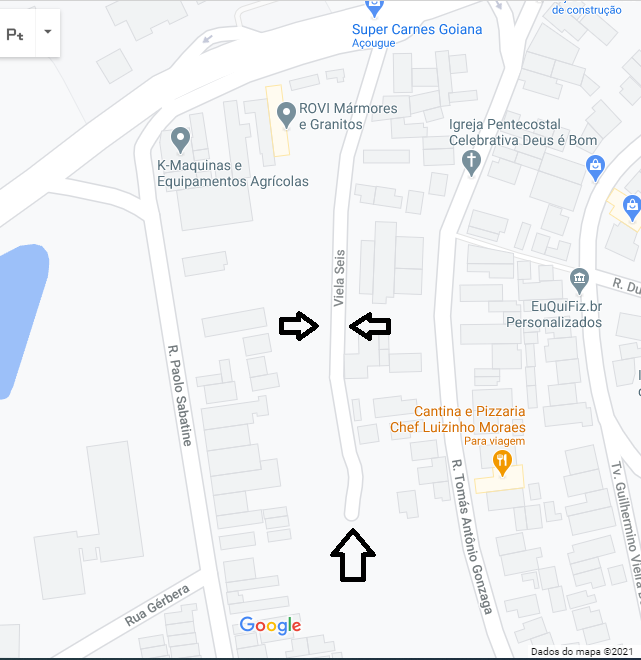 de construção
Pt
Super Carnes Goiana
Açougue
ROVI Mármores
e Granitos
Igreja Pentecostal
Celebrativa Deus é Bom
K-Maquinas e
Equipamentos Agrícolas
Viela Seis
R. Du
EuQuiFiz.br
Personalizados
R. Paolo Sabatine
Cantina e Pizzaria
Chef Luizinho Moraes
Para viagem
R. Tomás Antônio Gonzaga
Tv. Guilhermino Vieira
Rua Gérbera
Google
Dados do mapa ©2021